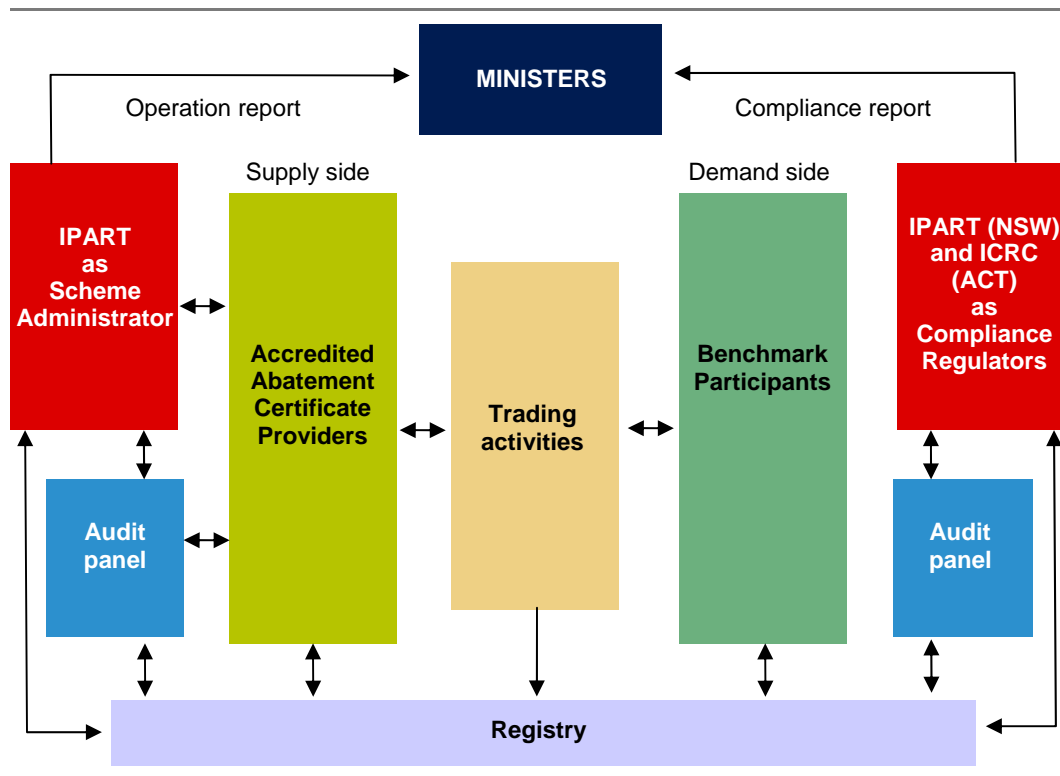 MINISTERS
Operation report
Compliance report
Supply side
Demand side
IPART
as
Scheme
Administrator
Accredited
Abatement
Certificate
Providers
Trading
activities
Benchmark
Participants
IPART (NSW)
and ICRC
(ACT)
as
Compliance
Regulators
Audit
panel
Audit
panel
Registry